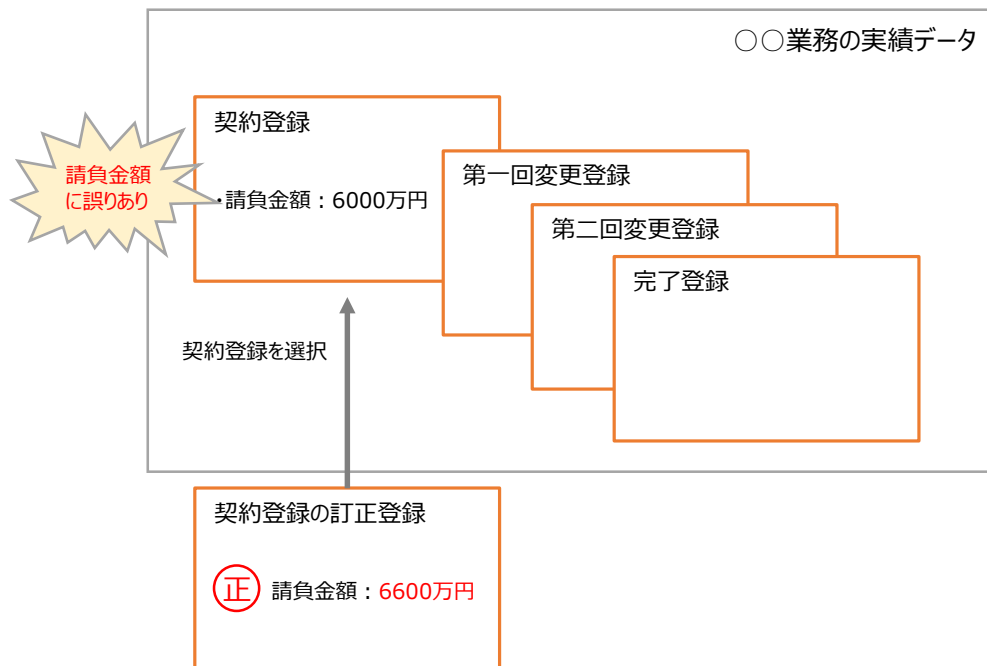 ○○業務の実績データ
契約登録
請負金額
に誤りあり
・請負金額：6000万円
第一回変更登録
第二回変更登録
完了登録
契約登録を選択
契約登録の訂正登録
正 請負金額：6600万円